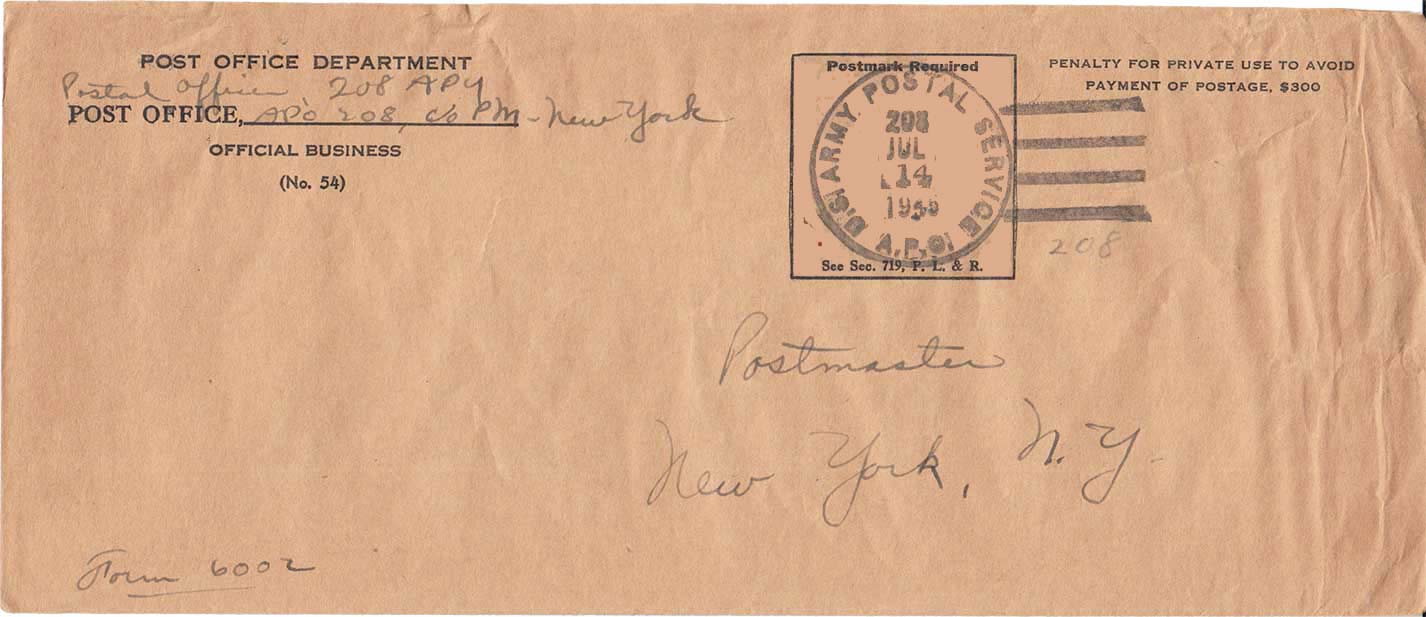 POST OFFICE DEPARTMENT
Postal Officer 208 APU
POST OFFICE, APO 208, c/o PM - New York
OFFICIAL BUSINESS
(No. 54)
Postmark Required
U.S. ARMY POSTAL SERVICE
208
JUL
14
A.P.O.
See Sec. 719, P. L. & R.
PENALTY FOR PRIVATE USE TO AVOID
PAYMENT OF POSTAGE, $300
208
Postmaster
New York, N.Y.
Form 6002